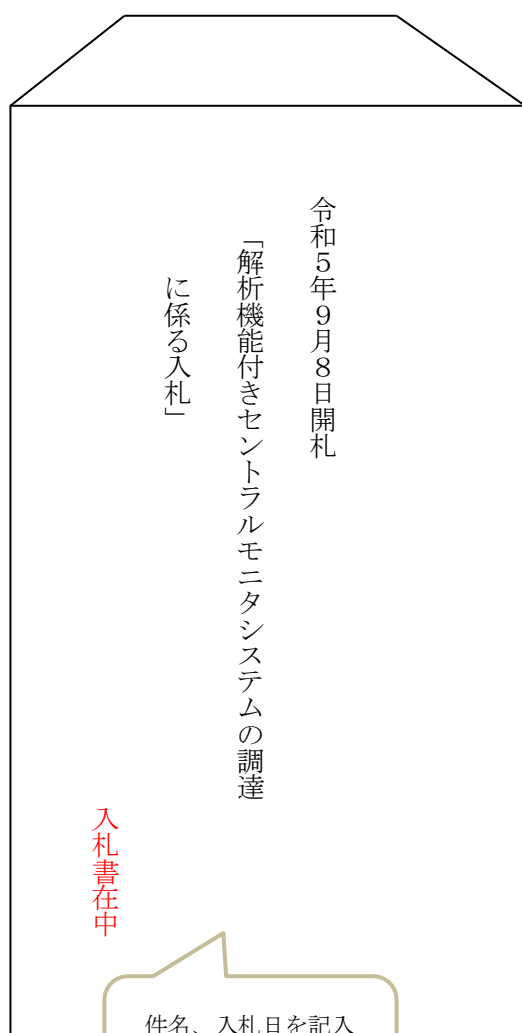 令和５年９月８日開札
「解析機能付きセントラルモニタシステムの調達
に係る入札」
入札書在中
件名、入札日を記入